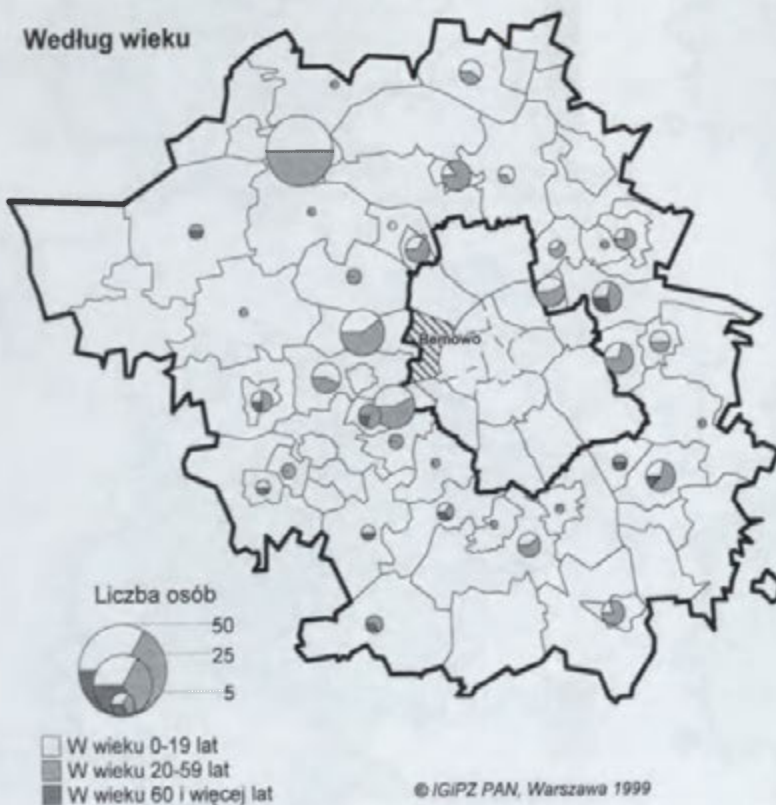 Według wieku
Bemowo
Liczba osób
50
25
5
W wieku 0-19 lat
W wieku 20-59 lat
W wieku 60 i więcej lat
© IGiPZ PAN, Warszawa 1999